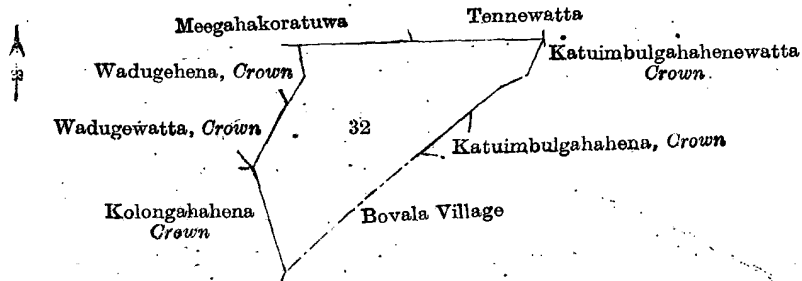 Meegahakoratuwa
Tennewatta
Wadugehena, Crown
Katuimbulgahahenewatta
Crown
Wadugewatta, Crown
32
Katuimbulgahahena, Crown
Kolongahahena
Crown
Bovala Village